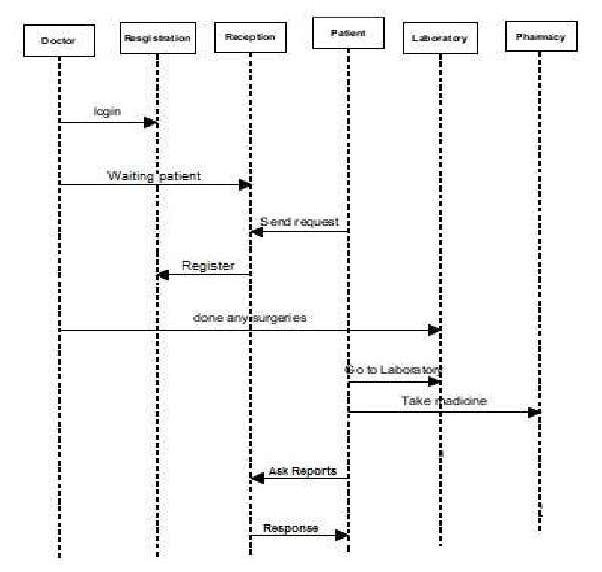 Doctor
Resgistration
Reception
Patient
Laboratory
Pharmacy
login
Waiting patient
Send request
Register
done any surgeries
Go to Laboratory
Take madicine
Ask Reports
Response